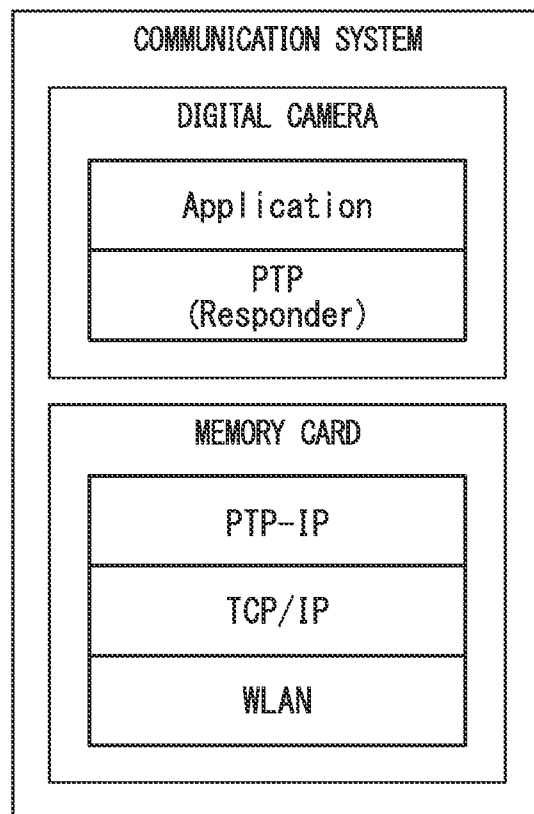 COMMUNICATION SYSTEM
DIGITAL CAMERA
Application
PTP
(Responder)
MEMORY CARD
PTP-IP
TCP/IP
WLAN